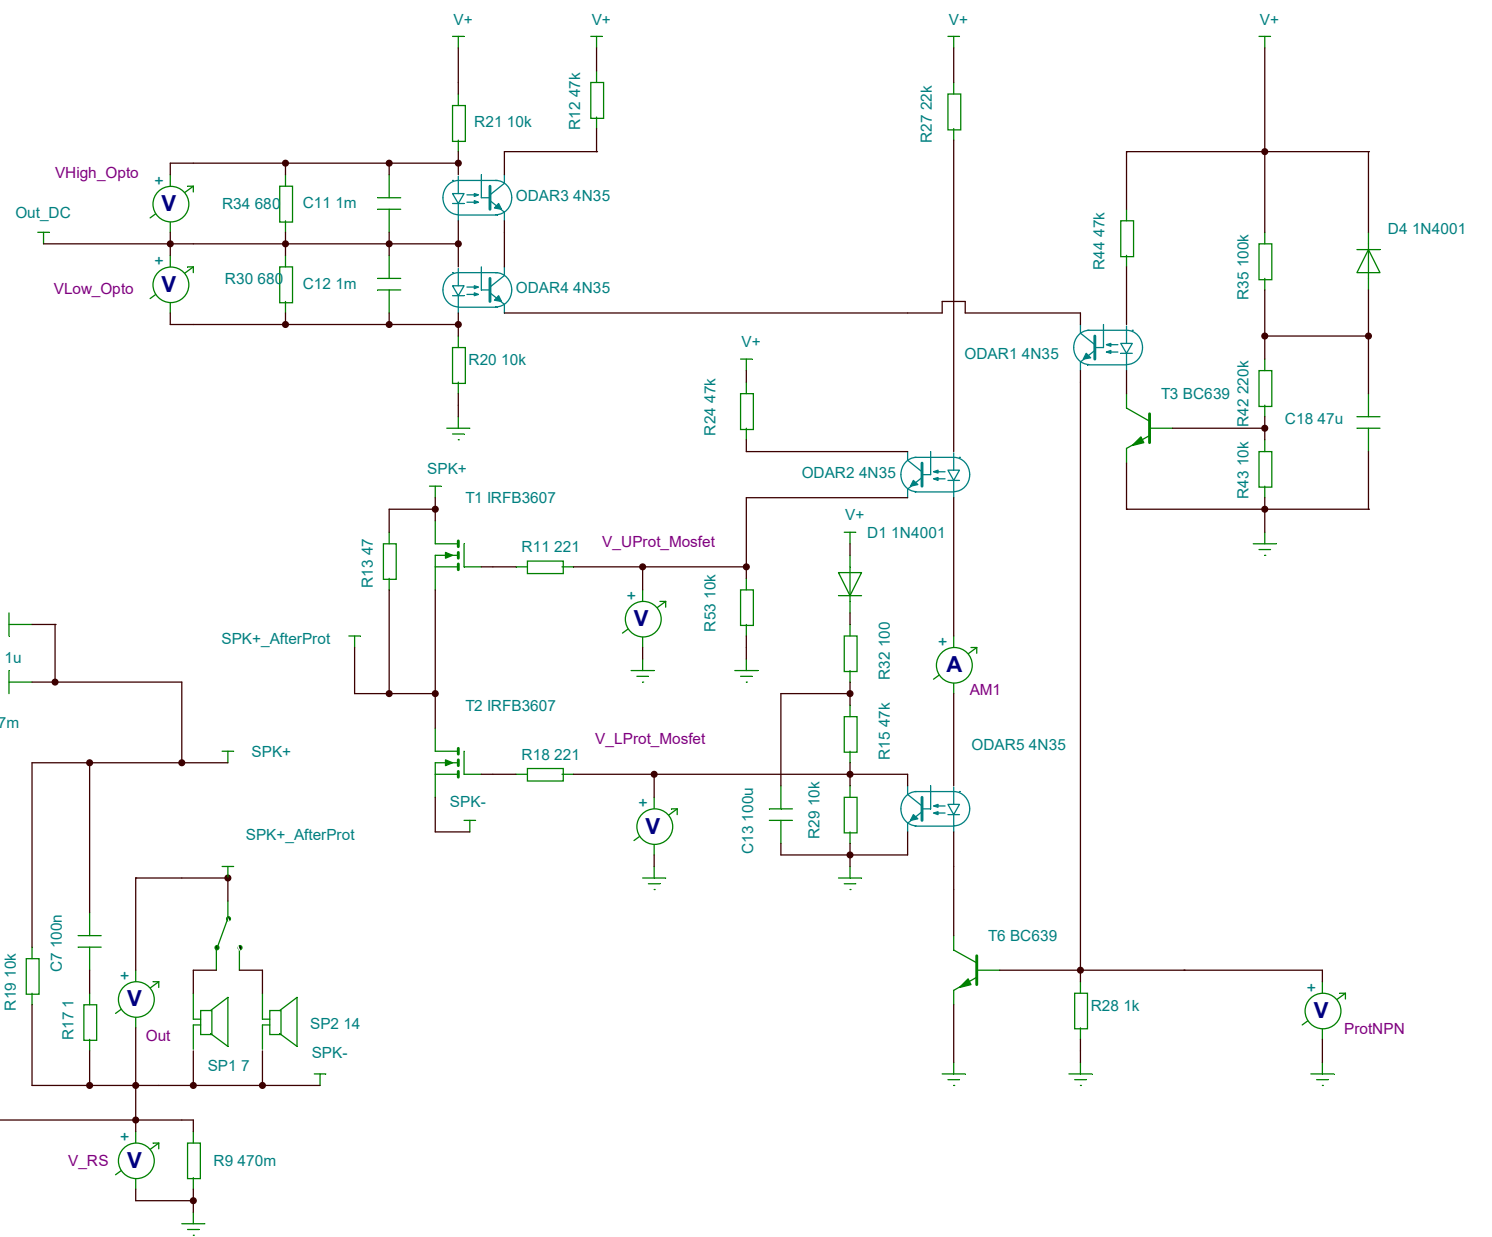 V+
V+
V+
V+
R21 10k
R12 47k
R27 22k
VHigh_Opto
+
V
R34 680
C11 1m
ODAR3 4N35
Out_DC
+
V
VLow_Opto
R30 680
C12 1m
ODAR4 4N35
R44 47k
R35 100k
D4 1N4001
R20 10k
V+
ODAR1 4N35
R24 47k
T3 BC639
R42 220k
C18 47u
R43 10k
SPK+
T1 IRFB3607
ODAR2 4N35
V+
D1 1N4001
R13 47
R11 221
V_UProt_Mosfet
+
V
R53 10k
R32 100
SPK+_AfterProt
1u
+
A
AM1
7m
T2 IRFB3607
R15 47k
R18 221
V_LProt_Mosfet
ODAR5 4N35
SPK+
SPK-
+
V
C13 100u
R29 10k
SPK+_AfterProt
C7 100n
R19 10k
R17 1
+
V
Out
SP2 14
SP1 7
SPK-
T6 BC639
R28 1k
+
V
ProtNPN
+
V
V_RS
R9 470m